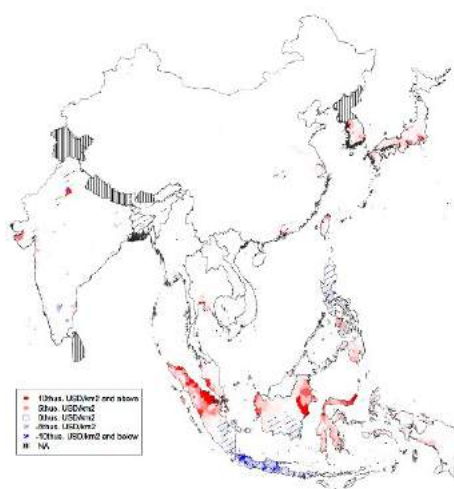 10thus. USD/km2 and above
5thus. USD/km2
0thus. USD/km2
-5thus. USD/km2
-10thus. USD/km2 and below
NA